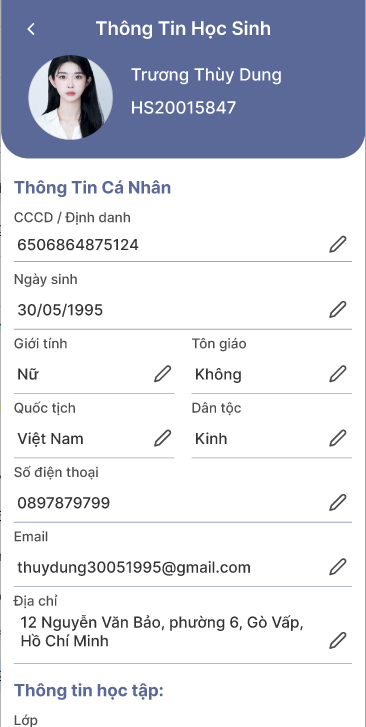 Thông Tin Học Sinh
Trương Thùy Dung
HS20015847
Thông Tin Cá Nhân
CCCD / Định danh
6506864875124
Ngày sinh
30/05/1995
Giới tính Tôn giáo
Nữ Không
Quốc tịch Dân tộc
Việt Nam Kinh
Số điện thoại
0897879799
Email
thuydung30051995@gmail.com
Địa chỉ
12 Nguyễn Văn Bảo, phường 6, Gò Vấp,
Hồ Chí Minh
Thông tin học tập:
Lớp